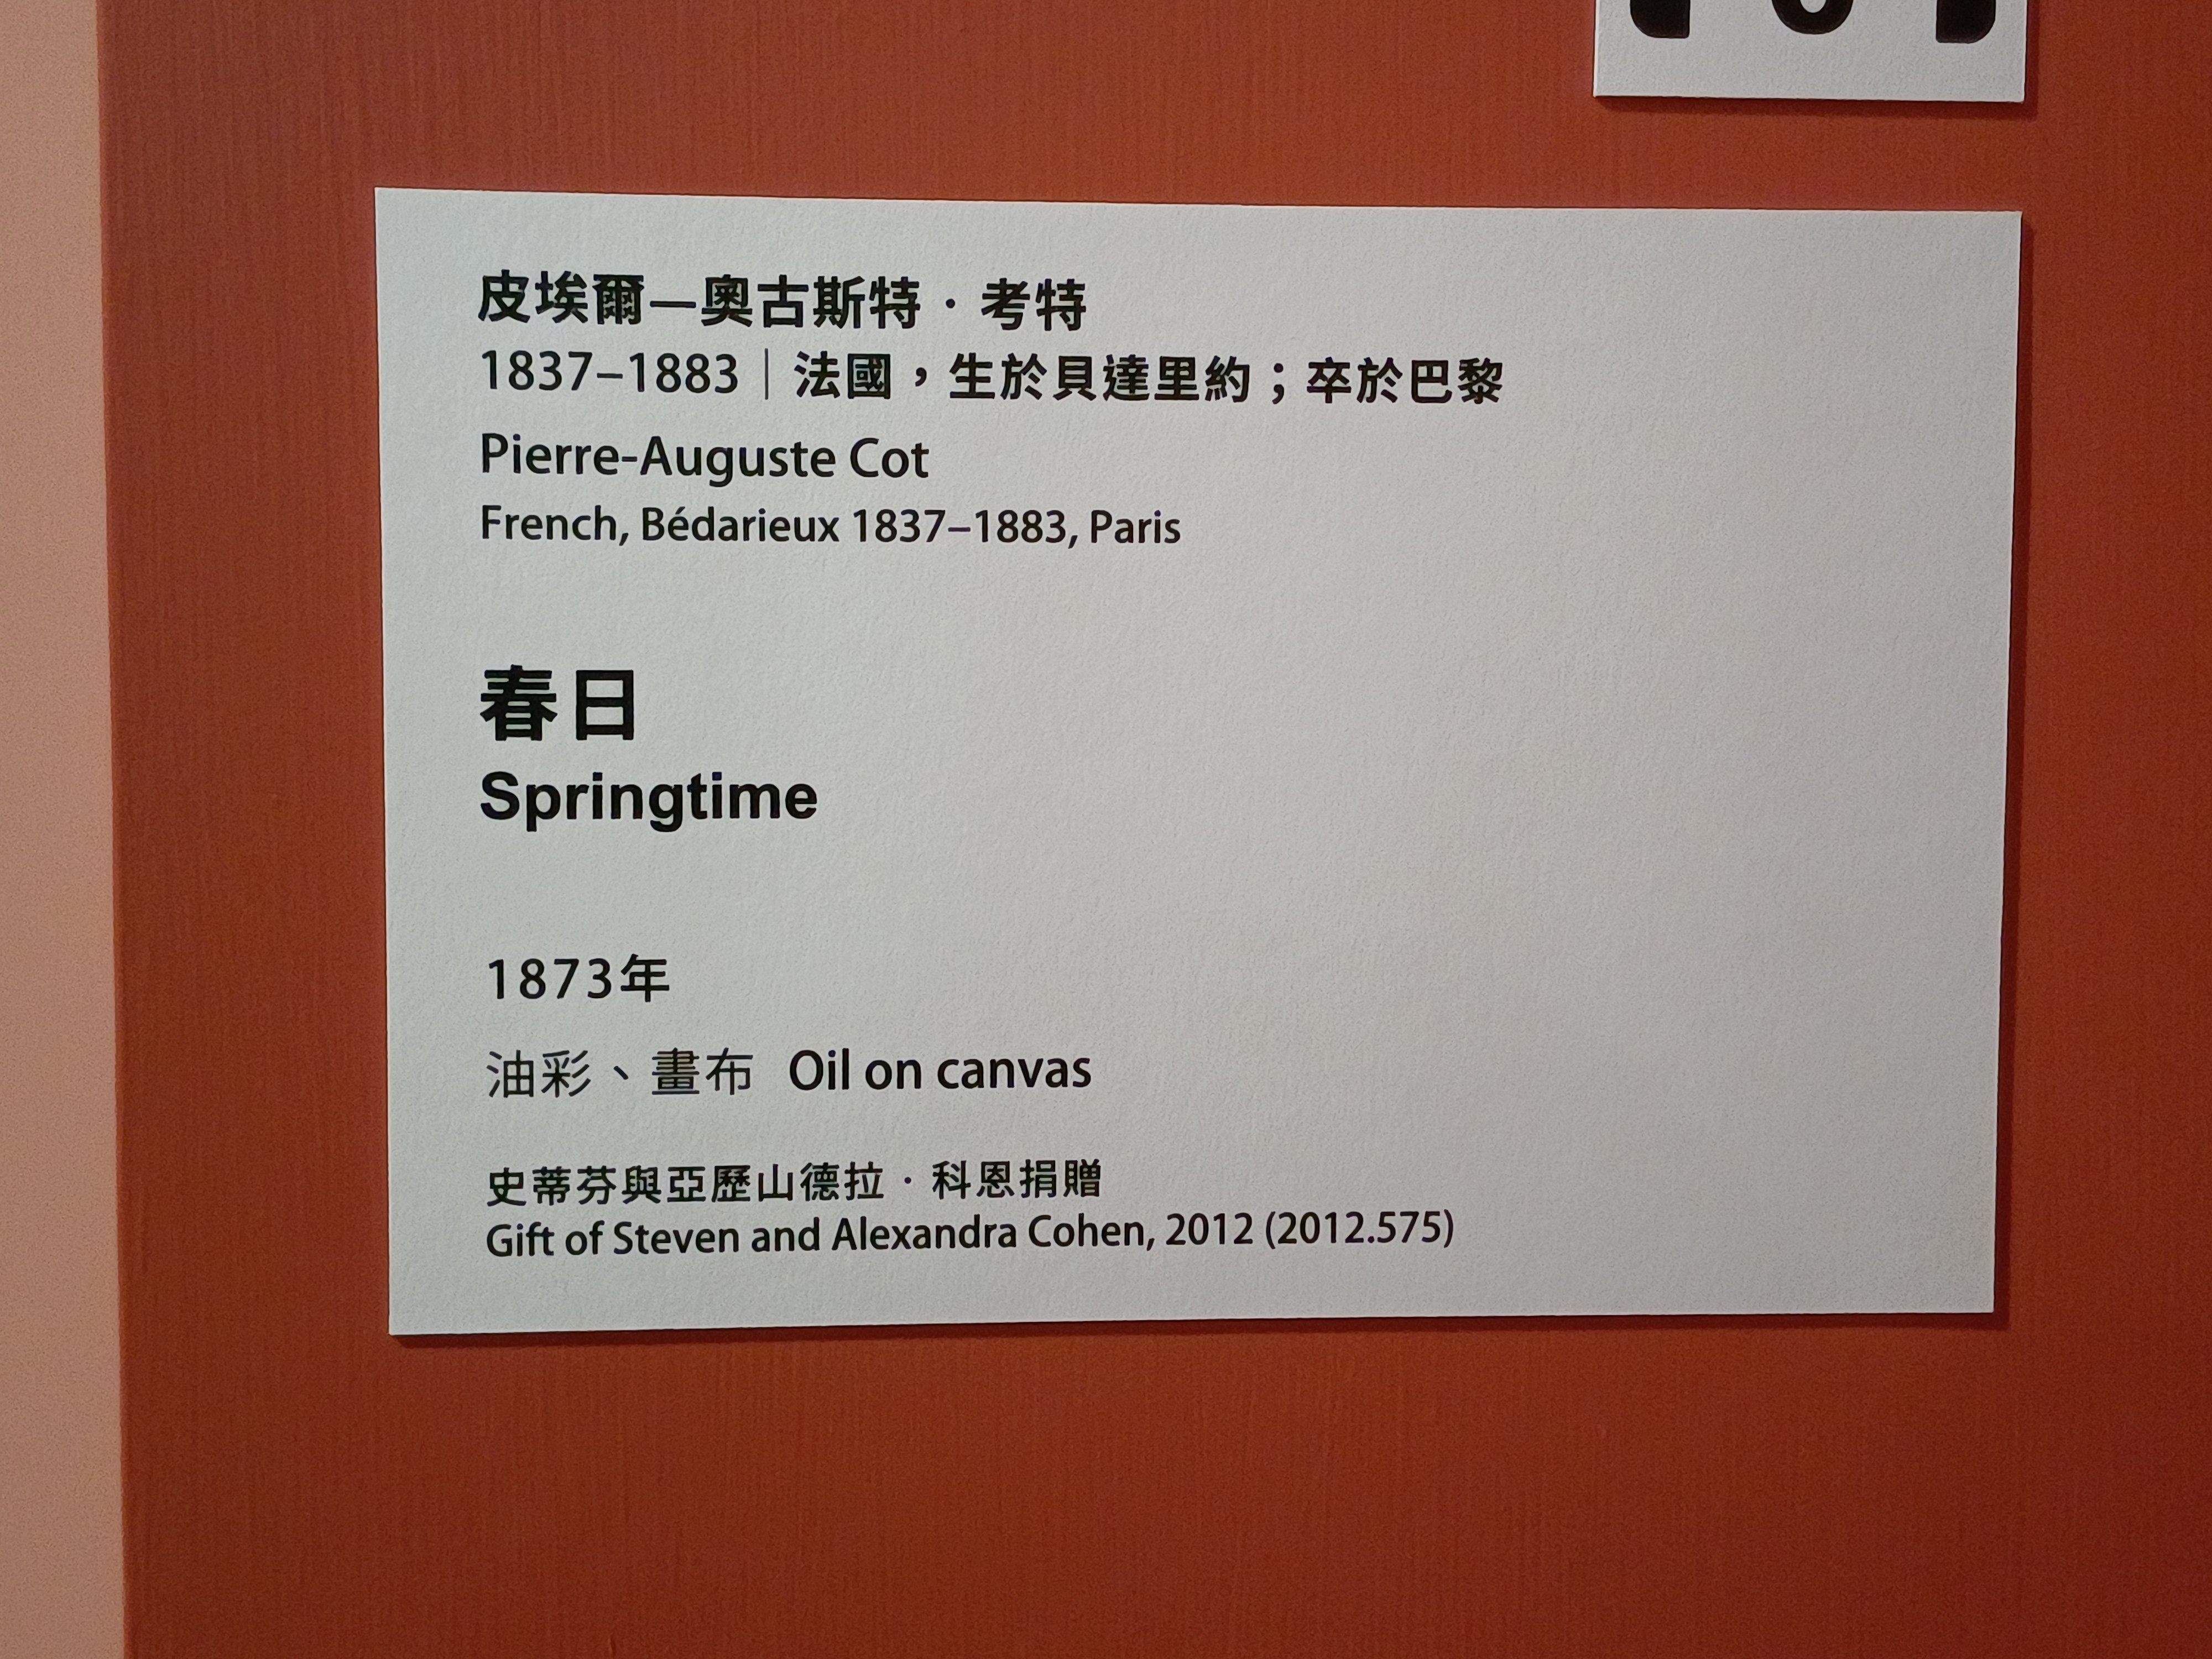 皮埃爾—奧古斯特・考特
1837–1883｜法國，生於貝達里約；卒於巴黎
Pierre-Auguste Cot
French, Bédarieux 1837–1883, Paris
春日
Springtime
1873年
油彩、畫布 Oil on canvas
史蒂芬與亞歷山德拉・科恩捐贈
Gift of Steven and Alexandra Cohen, 2012 (2012.575)